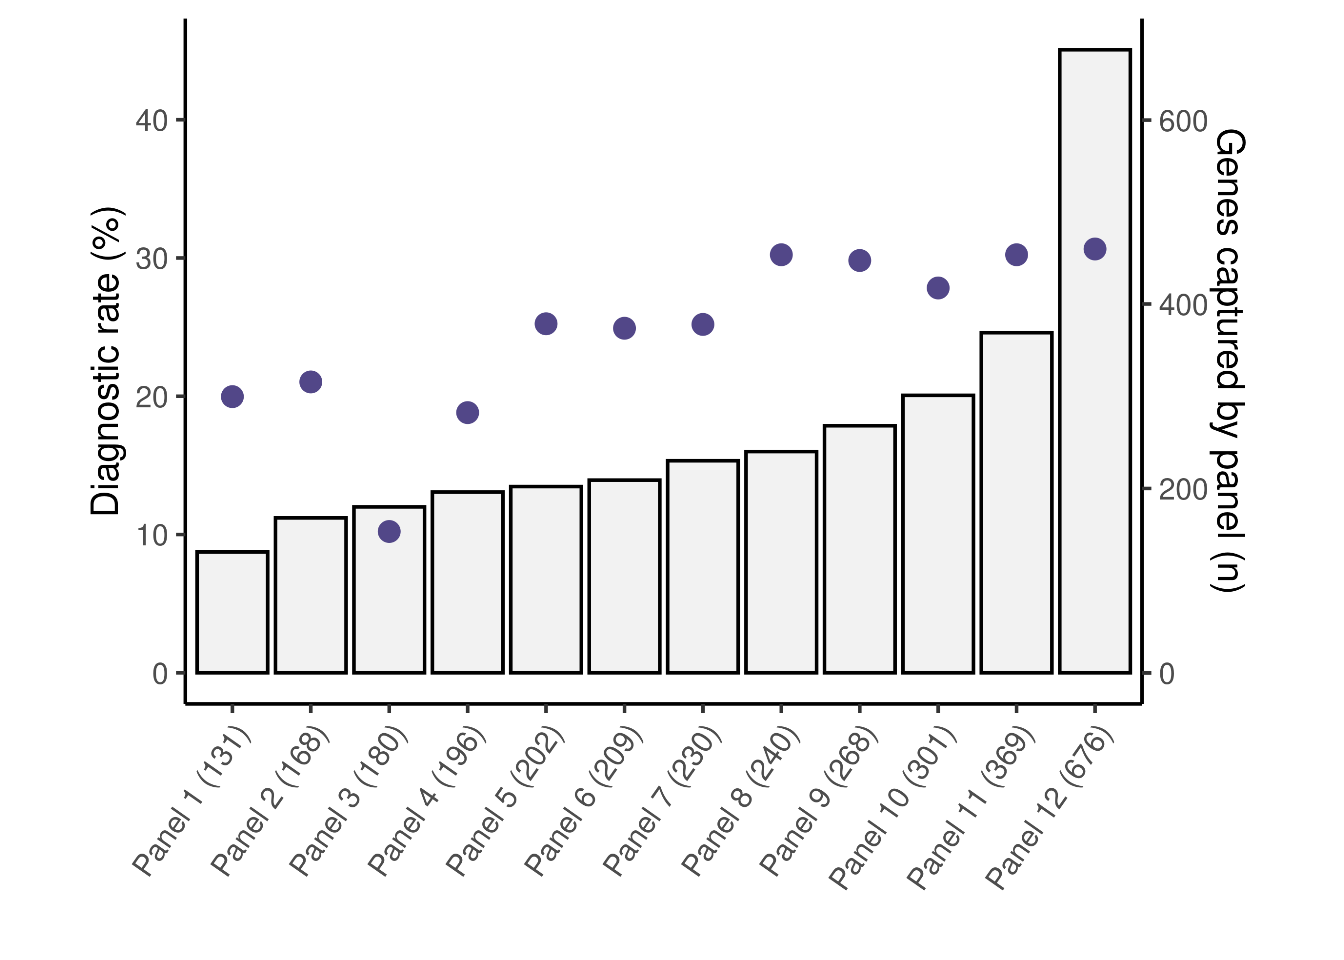 Diagnostic rate (%)
40
30
20
10
0
600
400
200
0
Genes captured by panel (n)
Panel 1 (131)
Panel 2 (168)
Panel 3 (180)
Panel 4 (196)
Panel 5 (202)
Panel 6 (209)
Panel 7 (230)
Panel 8 (240)
Panel 9 (268)
Panel 10 (301)
Panel 11 (369)
Panel 12 (676)